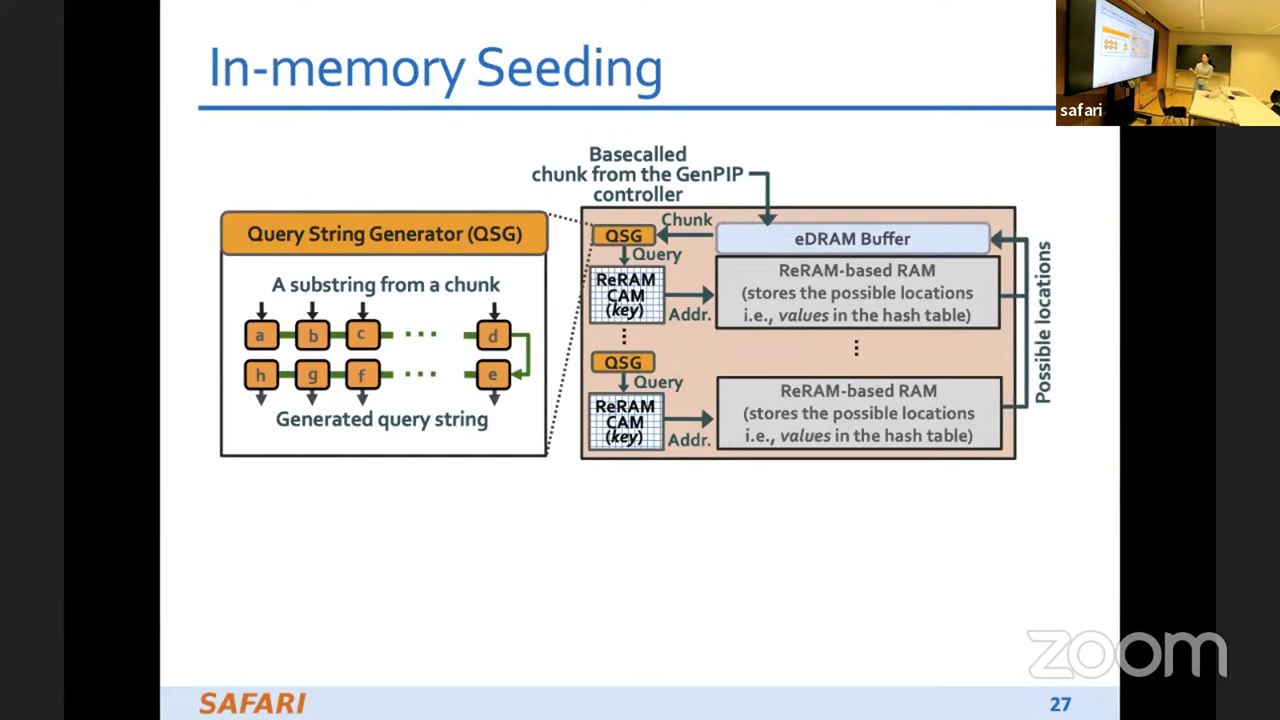 In-memory Seeding
safari
Basecalled
chunk from the GenPIP
controller
Query String Generator (QSG)
A substring from a chunk
a b c d
h g f e
Generated query string
Chunk
QSG
Query
eDRAM Buffer
ReRAM
CAM
(key)
Addr.
ReRAM-based RAM
(stores the possible locations
i.e., values in the hash table)
QSG
Query
ReRAM
CAM
(key)
Addr.
ReRAM-based RAM
(stores the possible locations
i.e., values in the hash table)
Possible locations
zoom
SAFARI
27